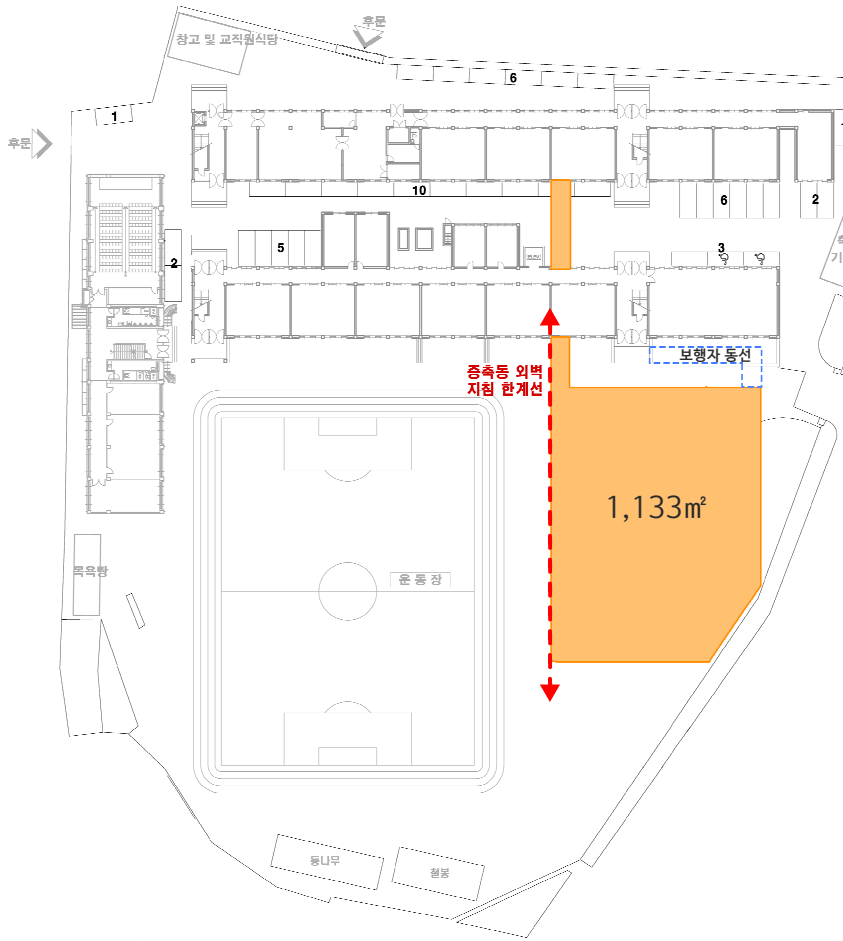 후문
창고 및 교직원식당
6
1
후문
10
6
2
5
2
3
보행자 동선
증축동 외벽
지침 한계선
1,133㎡
목욕탕
운 동 장
등나무
철봉